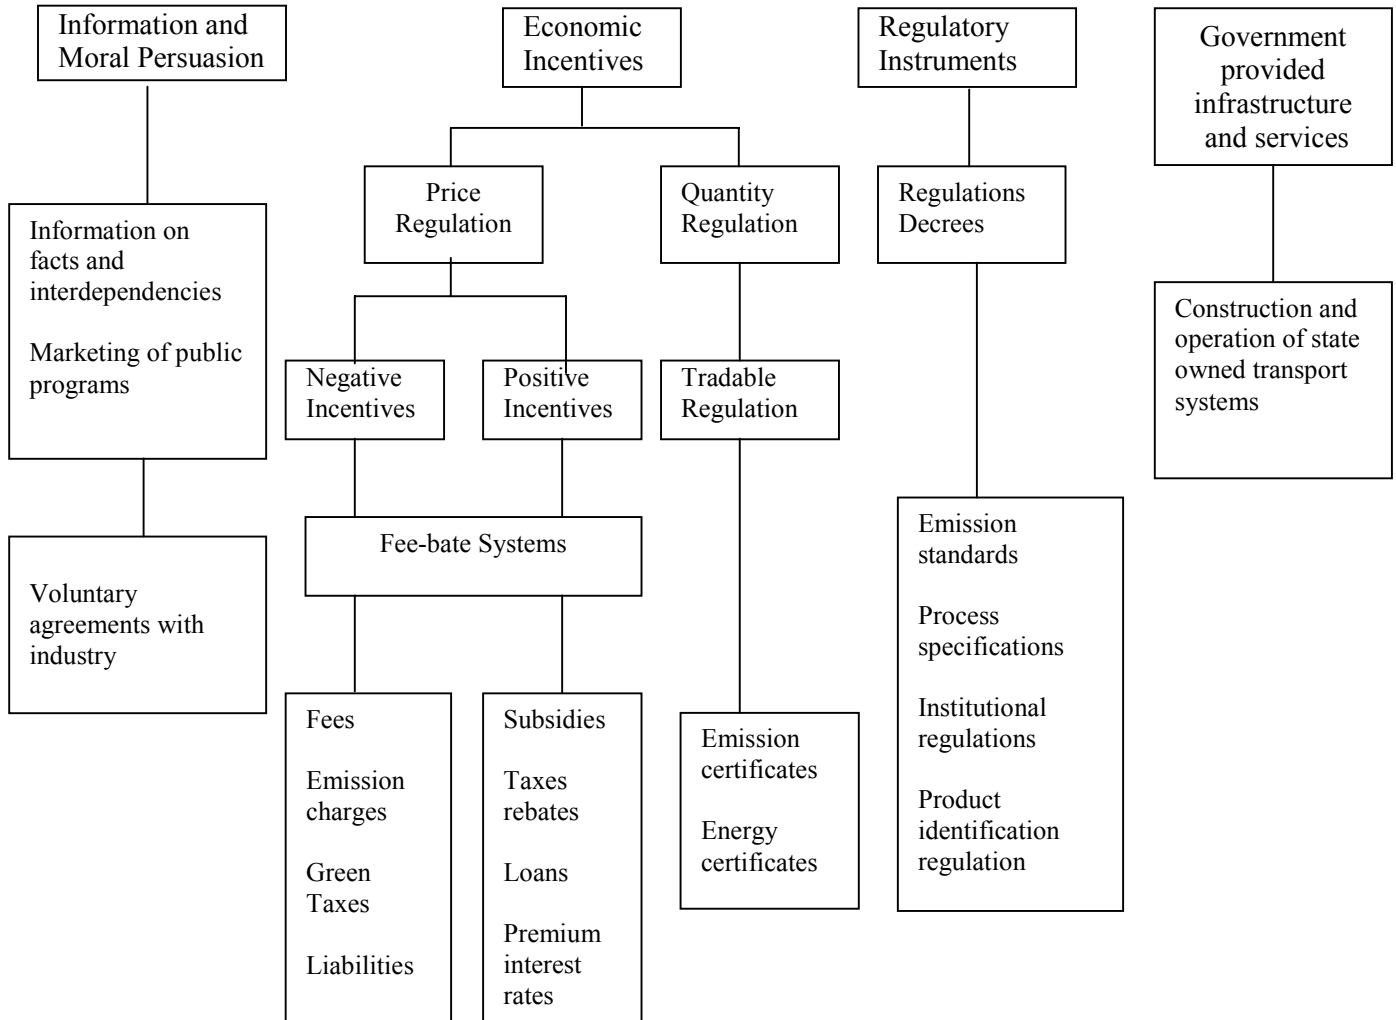 Information and
Moral Persuasion
Economic
Incentives
Regulatory
Instruments
Government
provided
infrastructure
and services
Price
Regulation
Quantity
Regulation
Regulations
Decrees
Information on
facts and
interdependencies
Marketing of public
programs
Construction and
operation of state
owned transport
systems
Negative
Incentives
Positive
Incentives
Tradable
Regulation
Fee-bate Systems
Voluntary
agreements with
industry
Emission
standards
Process
specifications
Institutional
regulations
Product
identification
regulation
Fees
Emission
charges
Green
Taxes
Liabilities
Subsidies
Taxes
rebates
Loans
Premium
interest
rates
Emission
certificates
Energy
certificates